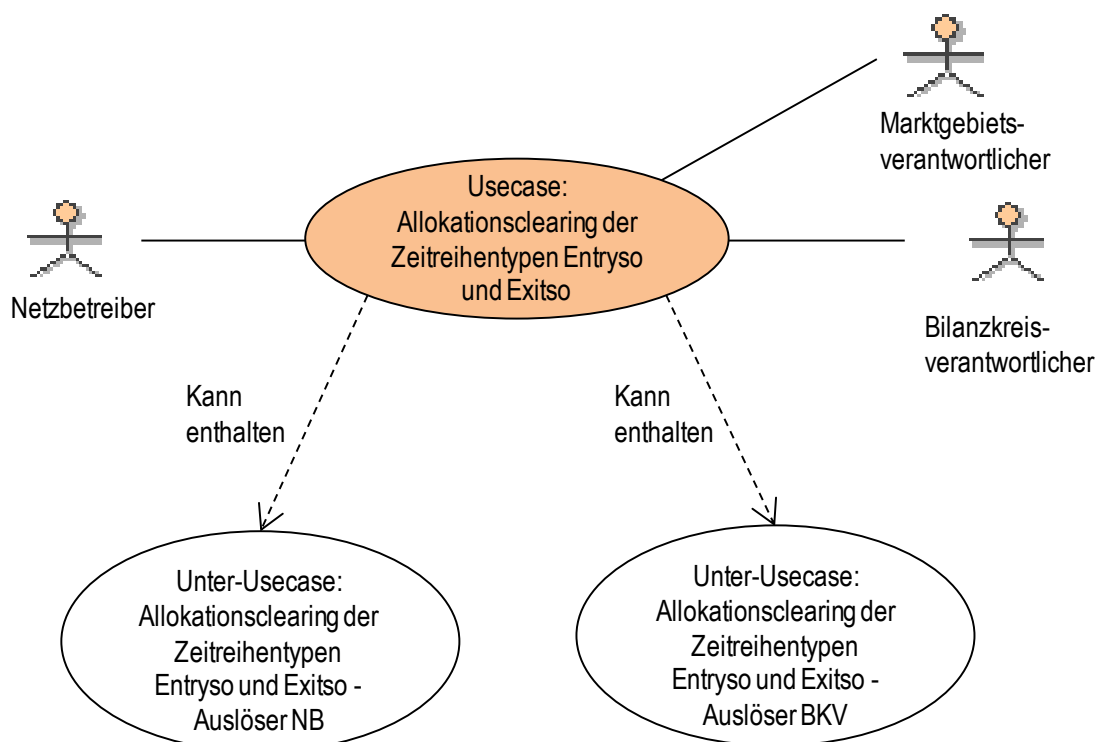 Marktgebiets-
verantwortlicher
Usecase:
Allokationsclearing der
Zeitreihentypen Entryso
und Exitso
Netzbetreiber
Bilanzkreis-
verantwortlicher
Kann
enthalten
Kann
enthalten
Unter-Usecase:
Allokationsclearing der
Zeitreihentypen
Entryso und Exitso -
Auslöser NB
Unter-Usecase:
Allokationsclearing der
Zeitreihentypen
Entryso und Exitso -
Auslöser BKV